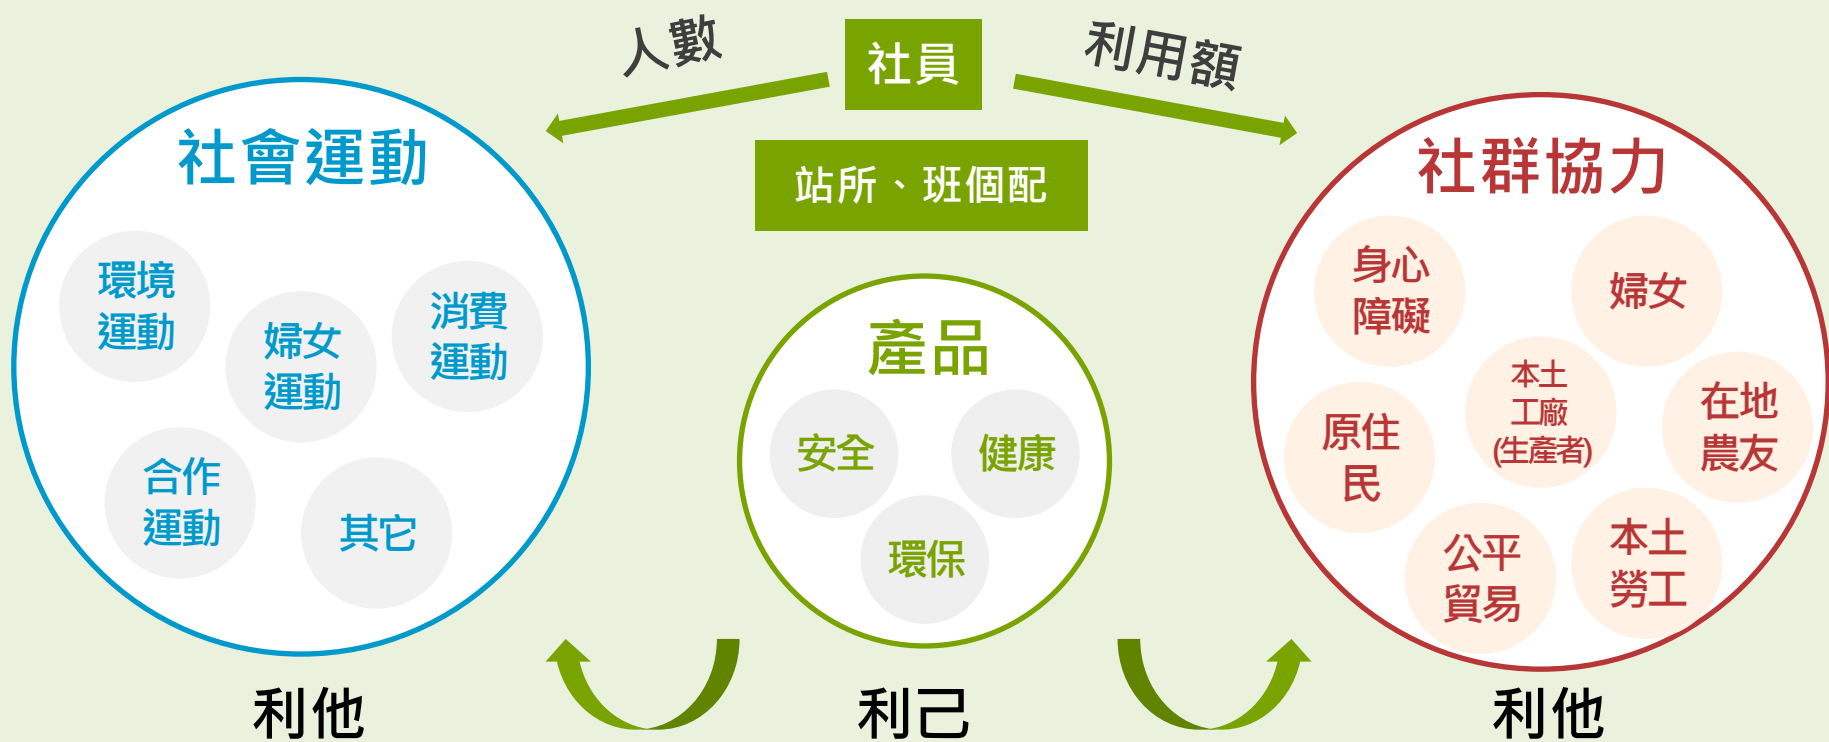 人數
社員
利用額
站所、班個配
社會運動
環境
運動
婦女
運動
消費
運動
合作
運動
其它
利他
產品
安全
健康
環保
利己
社群協力
身心
障礙
婦女
本土
工廠
(生產者)
原住
民
在地
農友
公平
貿易
本土
勞工
利他